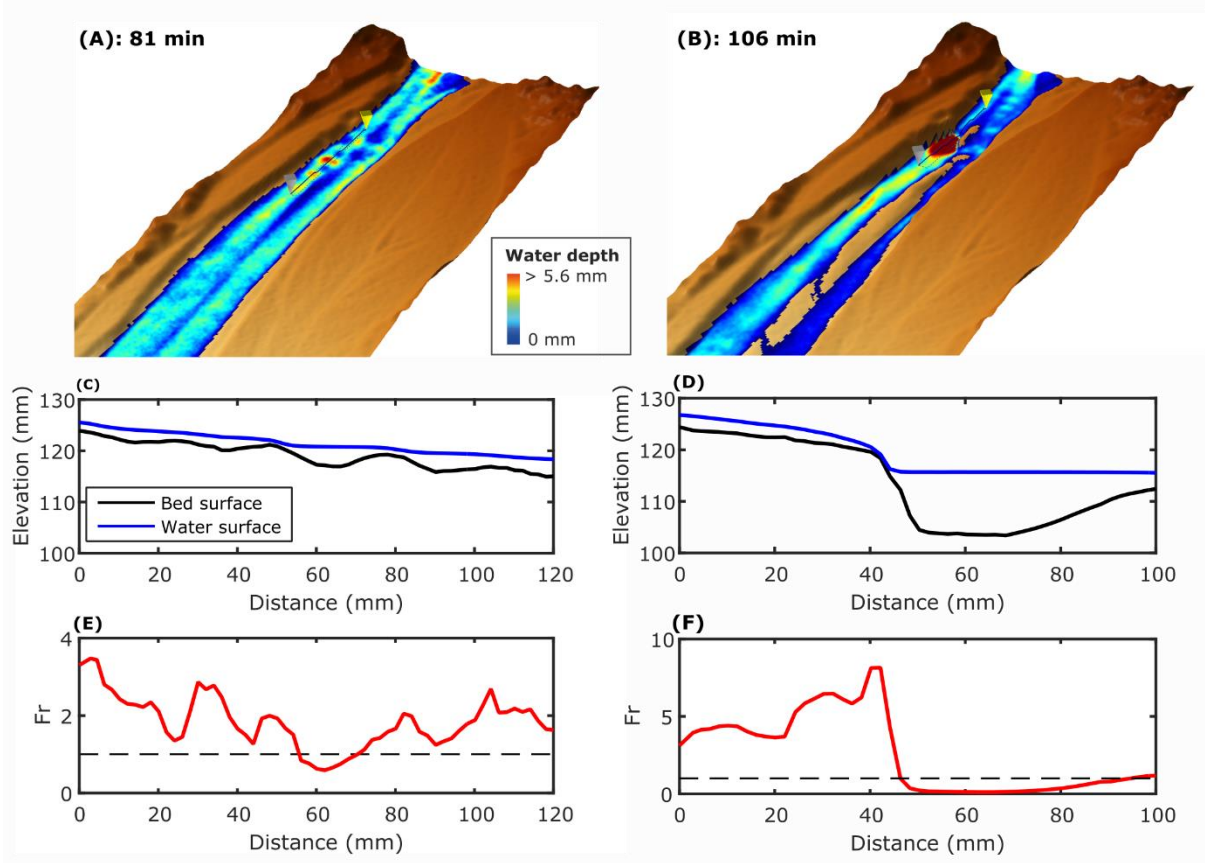 (A): 81 min
(B): 106 min
Water depth
> 5.6 mm
0 mm
(C)
130
120
110
100
Elevation (mm)
Bed surface
Water surface
0 20 40 60 80 100 120
Distance (mm)
(D)
130
120
110
100
Elevation (mm)
0 20 40 60 80 100
Distance (mm)
(E)
4
2
0
Fr
0 20 40 60 80 100 120
Distance (mm)
(F)
10
5
0
Fr
0 20 40 60 80 100
Distance (mm)